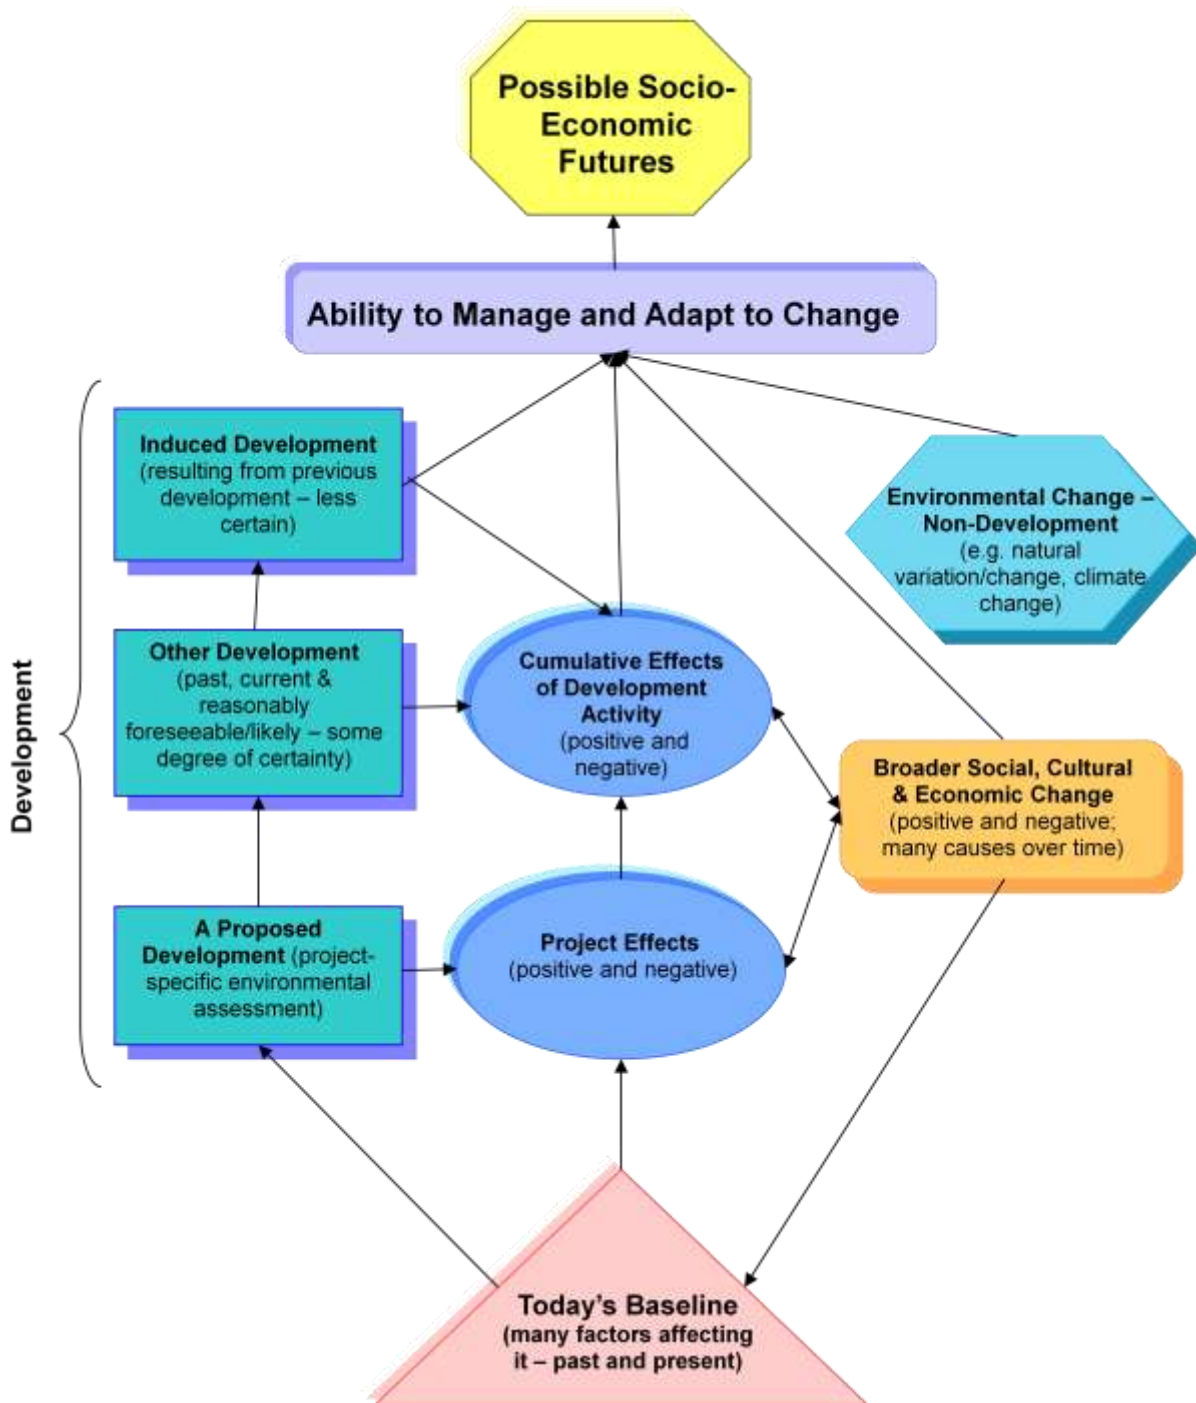 Possible Socio-
Economic
Futures
Ability to Manage and Adapt to Change
Induced Development
(resulting from previous
development – less
certain)
Environmental Change –
Non-Development
(e.g. natural
variation/change, climate
change)
Development
Other Development
(past, current &
reasonably
foreseeable/likely – some
degree of certainty)
Cumulative Effects
of Development
Activity
(positive and
negative)
Broader Social, Cultural
& Economic Change
(positive and negative;
many causes over time)
A Proposed
Development (project-
specific environmental
assessment)
Project Effects
(positive and negative)
Today’s Baseline
(many factors affecting
it – past and present)